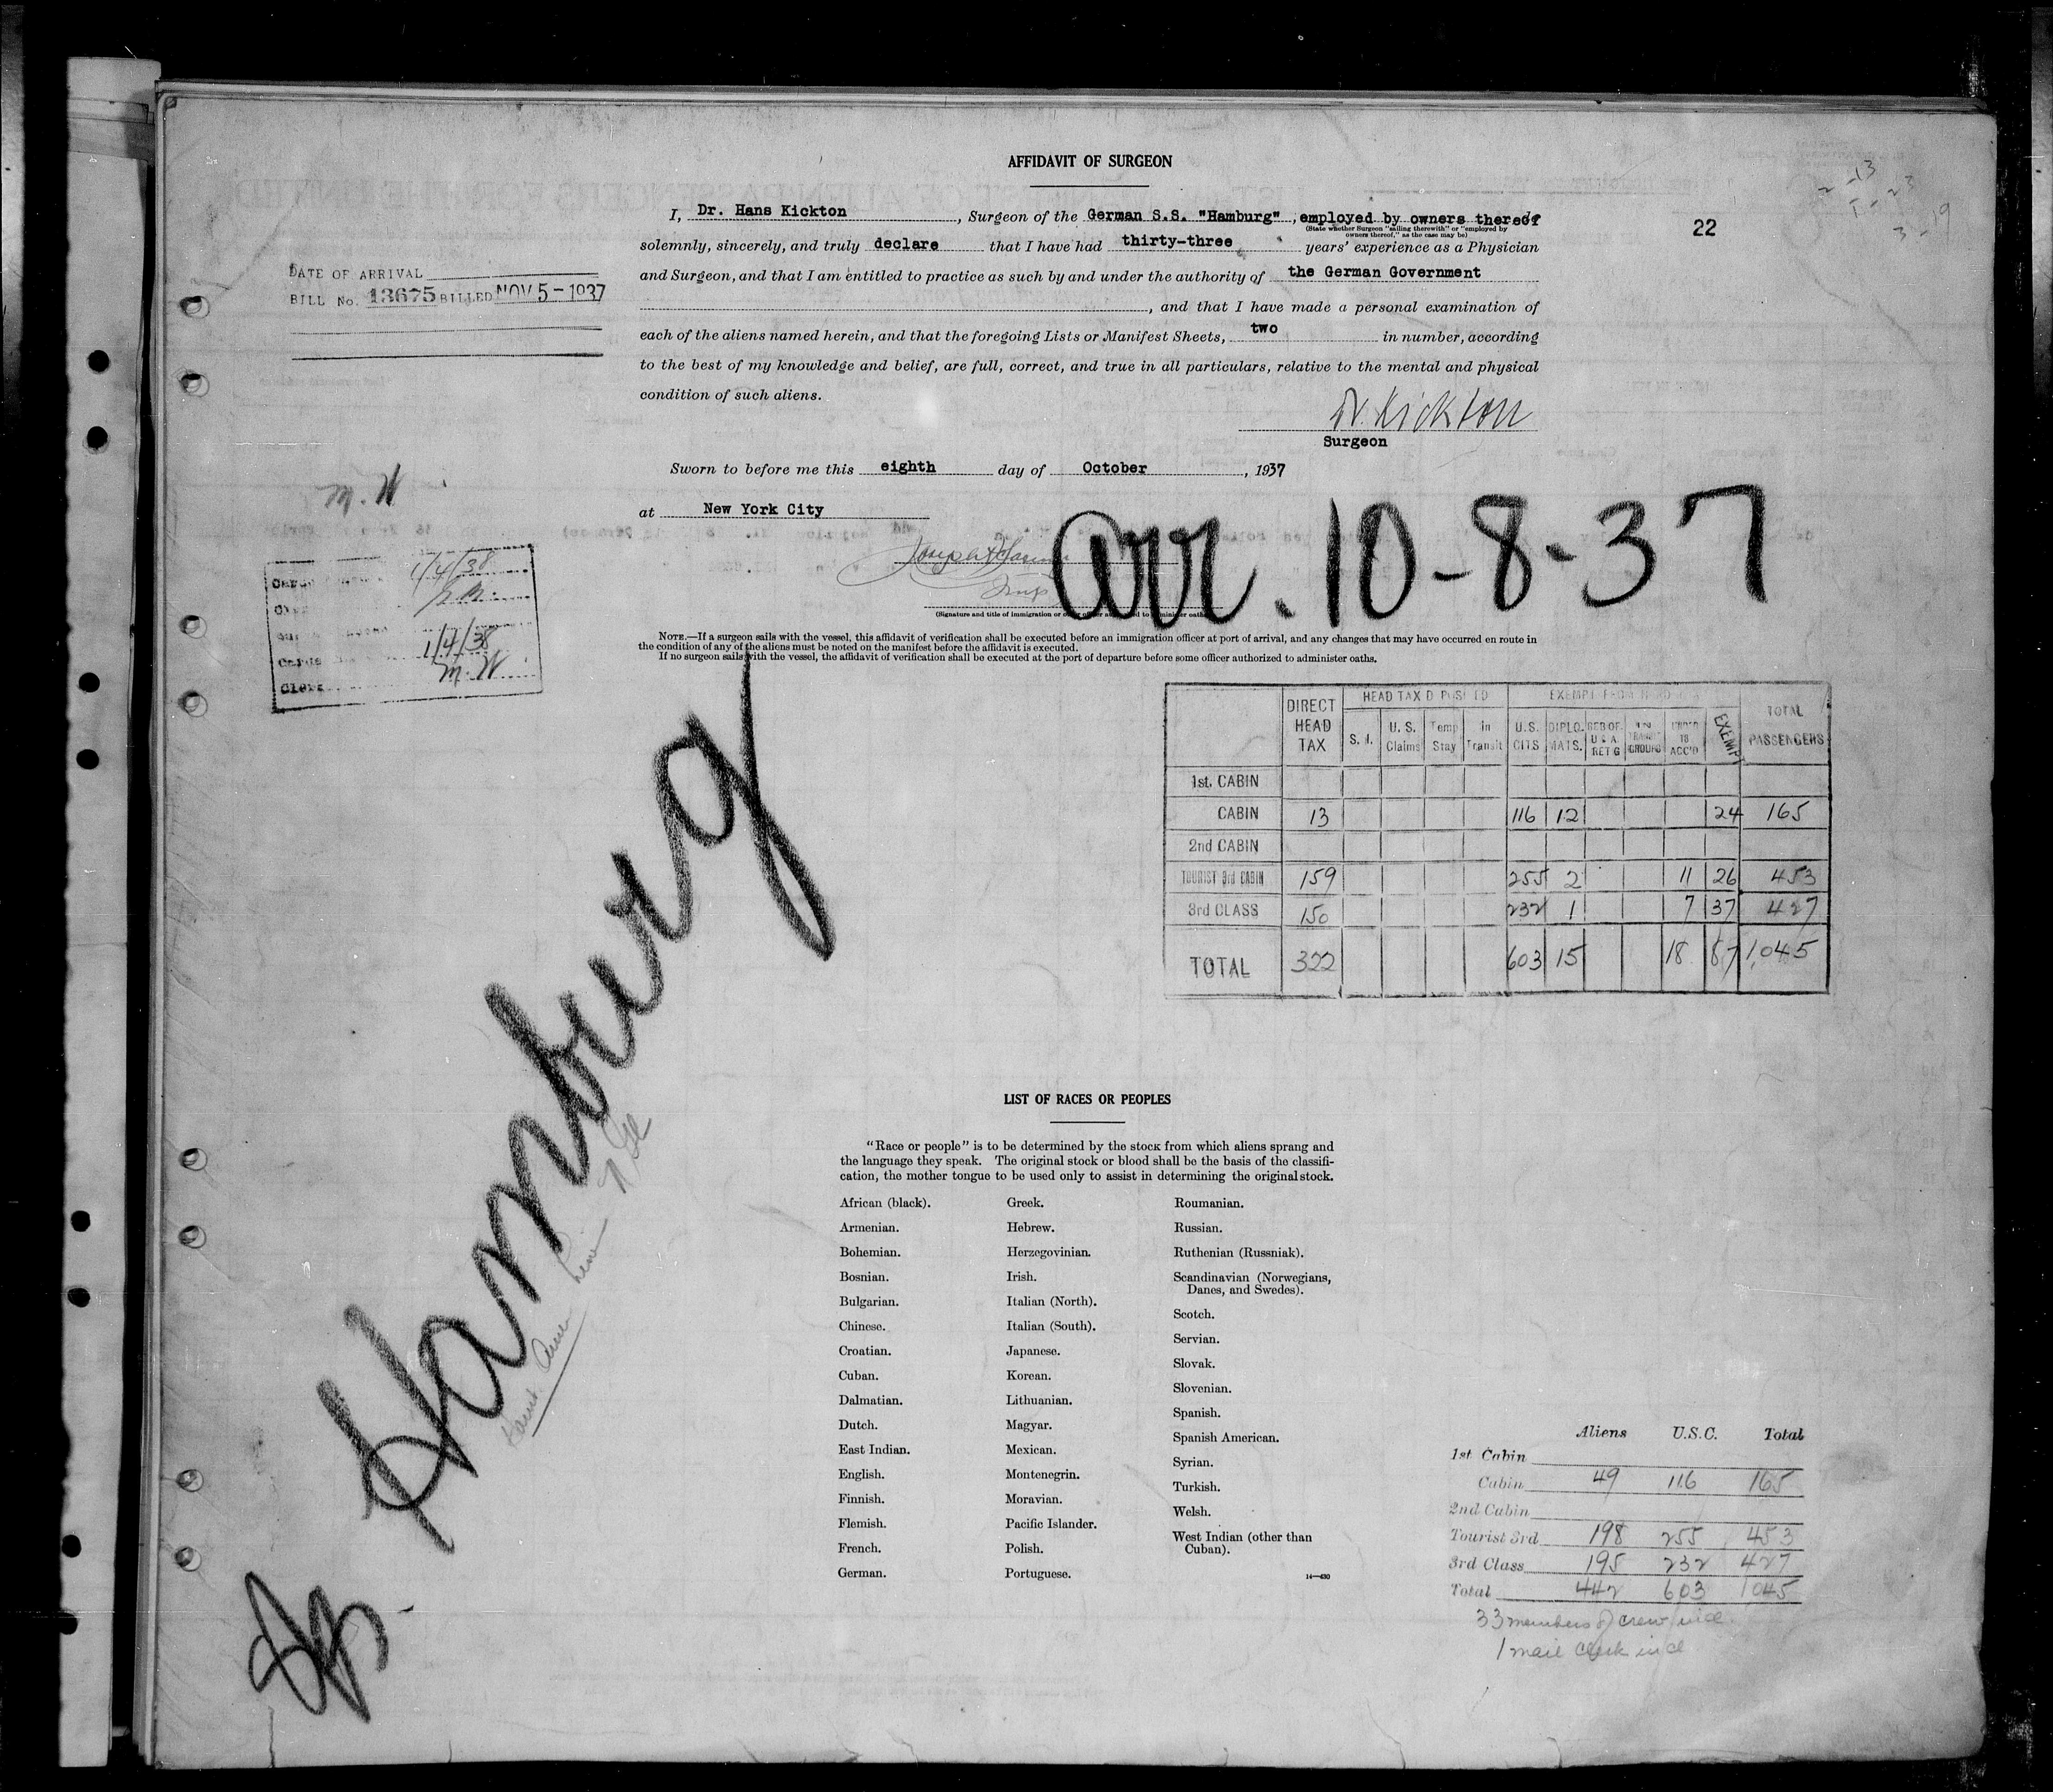 AFFIDAVIT OF SURGEON
22
I, Dr. Hans Kickton, Surgeon of the German S.S. "Hamburg", employed by owners thereof
(State whether Surgeon "sailing therewith" or "employed by
owners thereof," as the case may be)
solemnly, sincerely, and truly declare that I have had thirty-three years' experience as a Physician
and Surgeon, and that I am entitled to practice as such by and under the authority of the German Government
, and that I have made a personal examination of
each of the aliens named herein, and that the foregoing Lists or Manifest Sheets, two in number, according
to the best of my knowledge and belief, are full, correct, and true in all particulars, relative to the mental and physical
condition of such aliens.
DATE OF ARRIVAL
BILL No. 13675 BILLED NOV 5-1937
Dr. Kickton
Surgeon
Sworn to before me this eighth day of October, 1937
at New York City
M. W
arr. 10-8-37
1/4/38
1/4/38
M. W
Clerk
(Signature and title of immigration or
NOTE.—If a surgeon sails with the vessel, this affidavit of verification shall be executed before an immigration officer at port of arrival, and any changes that may have occurred en route in
the condition of any of the aliens must be noted on the manifest before the affidavit is executed.
If no surgeon sails with the vessel, the affidavit of verification shall be executed at the port of departure before some officer authorized to administer oaths.
DIRECT HEAD TAX
HEAD TAX DEPOSITED
S. I.
U. S. Claims
Temp Stay
In Transit
U.S. CITS
DIPLO. MATS.
EXEMPT
TOTAL PASSENGERS
1st. CABIN
CABIN 13 116 12 24 165
2nd CABIN
TOURIST 3rd CABIN 159 255 2 11 26 453
3rd CLASS 150 232 1 7 37 427
TOTAL 322 603 15 18 87 1,045
Hamburg
LIST OF RACES OR PEOPLES
"Race or people" is to be determined by the stock from which aliens sprang and
the language they speak. The original stock or blood shall be the basis of the classifi-
cation, the mother tongue to be used only to assist in determining the original stock.
African (black).
Armenian.
Bohemian.
Bosnian.
Bulgarian.
Chinese.
Croatian.
Cuban.
Dalmatian.
Dutch.
East Indian.
English.
Finnish.
Flemish.
French.
German.
Greek.
Hebrew.
Herzegovinian.
Irish.
Italian (North).
Italian (South).
Japanese.
Korean.
Lithuanian.
Magyar.
Mexican.
Montenegrin.
Moravian.
Pacific Islander.
Polish.
Portuguese.
Roumanian.
Russian.
Ruthenian (Russniak).
Scandinavian (Norwegians,
Danes, and Swedes).
Scotch.
Servian.
Slovak.
Slovenian.
Spanish.
Spanish American.
Syrian.
Turkish.
Welsh.
West Indian (other than
Cuban).
14—430
Aliens U.S.C. Total
1st Cabin
Cabin 49 116 165
2nd Cabin
Tourist 3rd 198 255 453
3rd Class 195 232 427
Total 442 603 1045
33 members of crew incl.
1 mail clerk incl